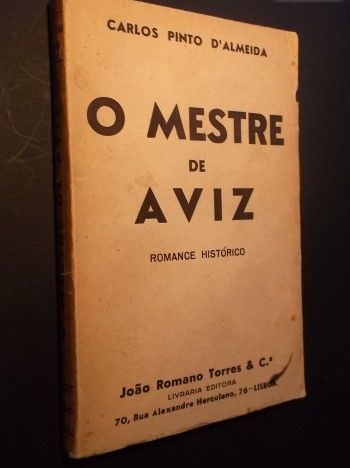 CARLOS PINTO D'ALMEIDA
O MESTRE
DE
AVIZ
ROMANCE HISTÓRICO
João Romano Torres & C.ª
LIVRARIA EDITORA
70, Rua Alexandre Herculano, 76—LISBOA